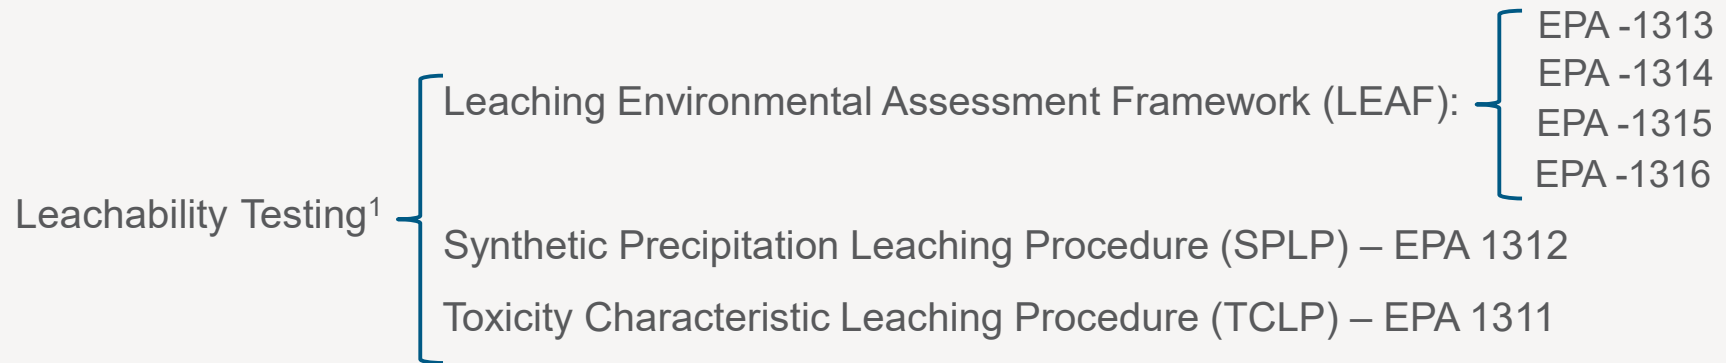 EPA -1313
EPA -1314
Leaching Environmental Assessment Framework (LEAF):
EPA -1315
EPA -1316
Leachability Testing¹
Synthetic Precipitation Leaching Procedure (SPLP) – EPA 1312
Toxicity Characteristic Leaching Procedure (TCLP) – EPA 1311